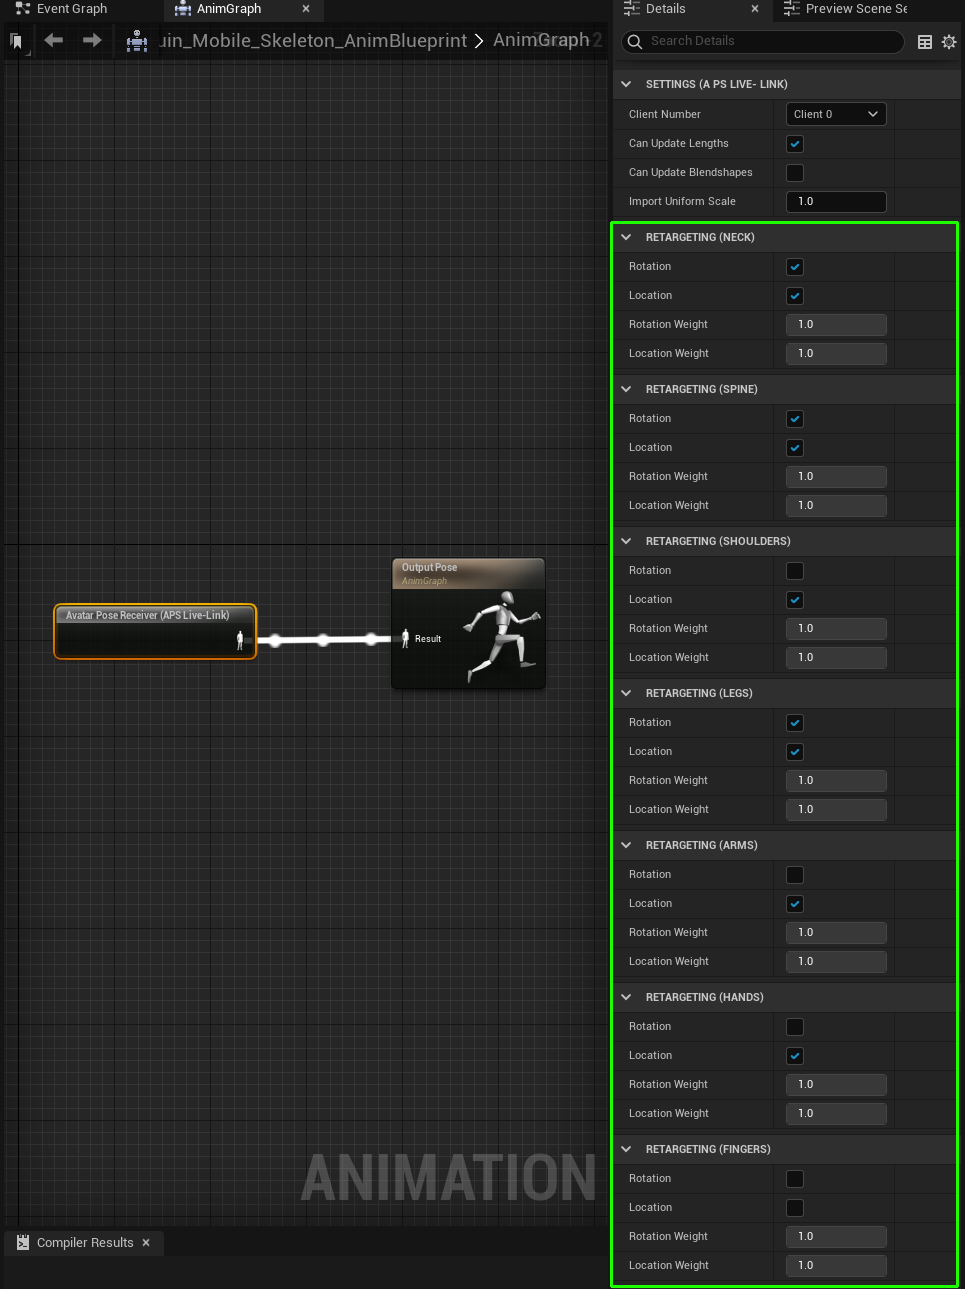 Event Graph
AnimGraph
Details
Preview Scene Se
uin_Mobile_Skeleton_AnimBlueprint
AnimGraph
Search Details
SETTINGS (A PS LIVE- LINK)
Client Number
Client 0
Can Update Lengths
Can Update Blendshapes
Import Uniform Scale
1.0
RETARGETING (NECK)
Rotation
Location
Rotation Weight
1.0
Location Weight
1.0
RETARGETING (SPINE)
Rotation
Location
Rotation Weight
1.0
Location Weight
1.0
RETARGETING (SHOULDERS)
Rotation
Location
Rotation Weight
1.0
Location Weight
1.0
RETARGETING (LEGS)
Rotation
Location
Rotation Weight
1.0
Location Weight
1.0
RETARGETING (ARMS)
Rotation
Location
Rotation Weight
1.0
Location Weight
1.0
RETARGETING (HANDS)
Rotation
Location
Rotation Weight
1.0
Location Weight
1.0
RETARGETING (FINGERS)
Rotation
Location
Rotation Weight
1.0
Location Weight
1.0
Avatar Pose Receiver (APS Live-Link)
Output Pose
AnimGraph
Result
ANIMATION
Compiler Results